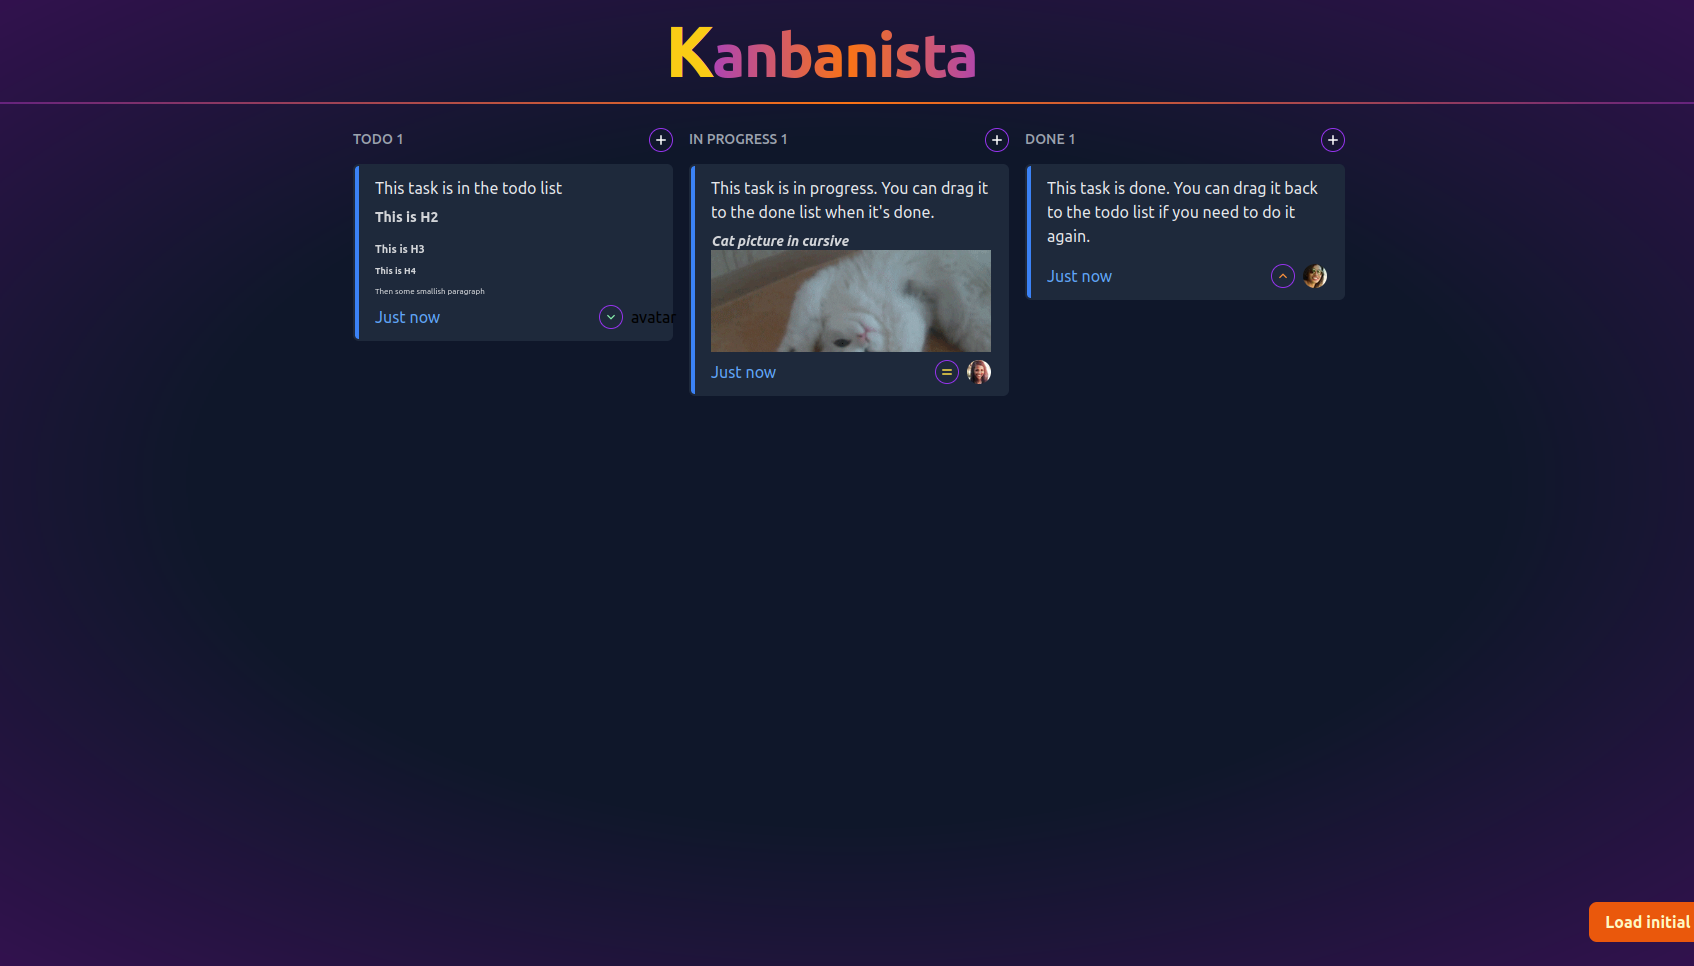 Kanbanista
TODO 1
This task is in the todo list
This is H2
This is H3
This is H4
Then some smallish paragraph
Just now
avatar
IN PROGRESS 1
This task is in progress. You can drag it
to the done list when it's done.
Cat picture in cursive
Just now
DONE 1
This task is done. You can drag it back
to the todo list if you need to do it
again.
Just now
Load initial